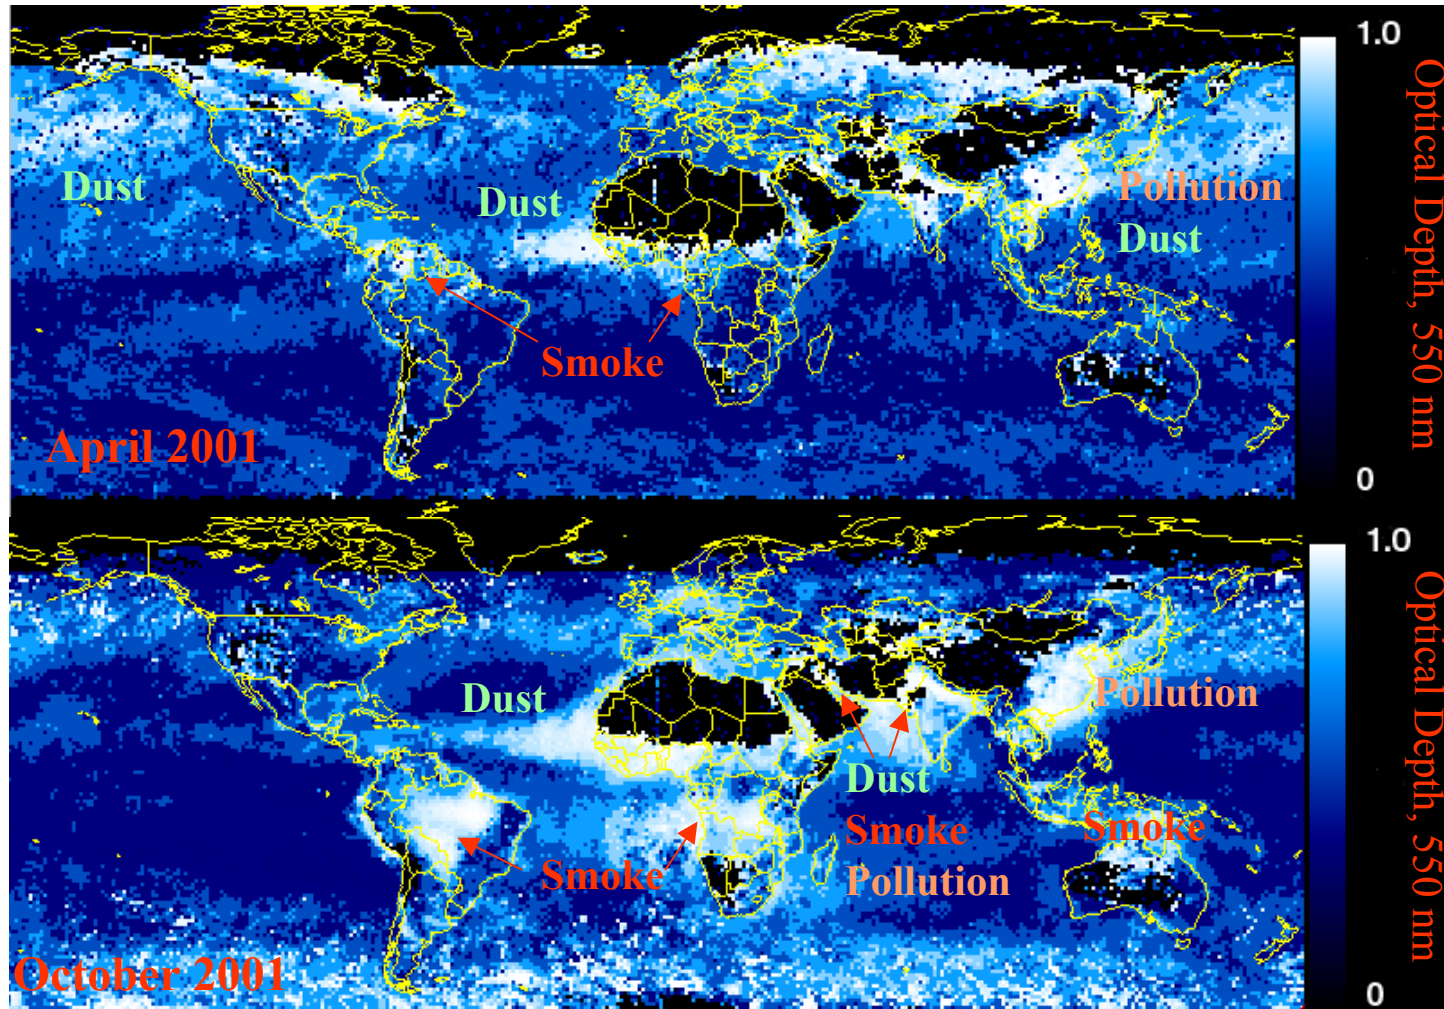 1.0
Optical Depth, 550 nm
Dust
Dust
Pollution
Dust
Smoke
April 2001
0
1.0
Optical Depth, 550 nm
Dust
Pollution
Dust
Smoke
Pollution
Smoke
Smoke
October 2001
0